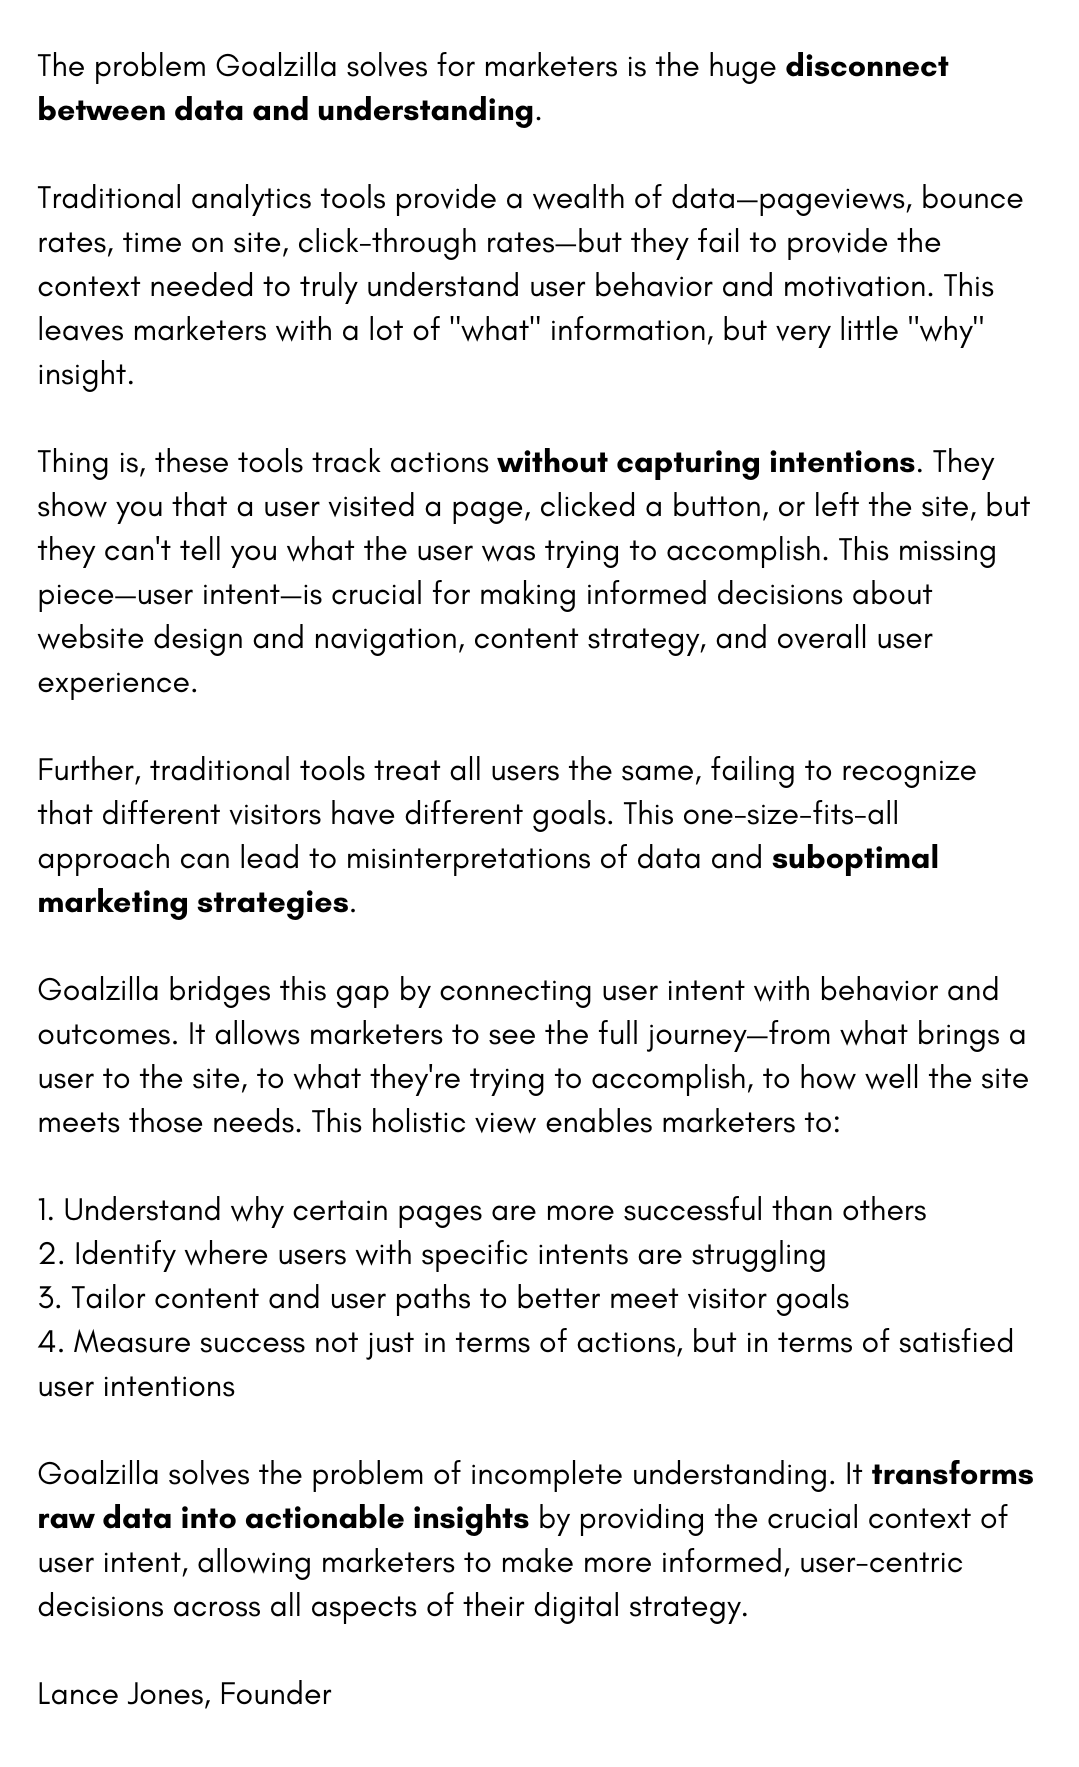 The problem Goalzilla solves for marketers is the huge disconnect
between data and understanding.
Traditional analytics tools provide a wealth of data—pageviews, bounce
rates, time on site, click-through rates—but they fail to provide the
context needed to truly understand user behavior and motivation. This
leaves marketers with a lot of "what" information, but very little "why"
insight.
Thing is, these tools track actions without capturing intentions. They
show you that a user visited a page, clicked a button, or left the site, but
they can't tell you what the user was trying to accomplish. This missing
piece—user intent—is crucial for making informed decisions about
website design and navigation, content strategy, and overall user
experience.
Further, traditional tools treat all users the same, failing to recognize
that different visitors have different goals. This one-size-fits-all
approach can lead to misinterpretations of data and suboptimal
marketing strategies.
Goalzilla bridges this gap by connecting user intent with behavior and
outcomes. It allows marketers to see the full journey—from what brings a
user to the site, to what they're trying to accomplish, to how well the site
meets those needs. This holistic view enables marketers to:
1. Understand why certain pages are more successful than others
2. Identify where users with specific intents are struggling
3. Tailor content and user paths to better meet visitor goals
4. Measure success not just in terms of actions, but in terms of satisfied
user intentions
Goalzilla solves the problem of incomplete understanding. It transforms
raw data into actionable insights by providing the crucial context of
user intent, allowing marketers to make more informed, user-centric
decisions across all aspects of their digital strategy.
Lance Jones, Founder